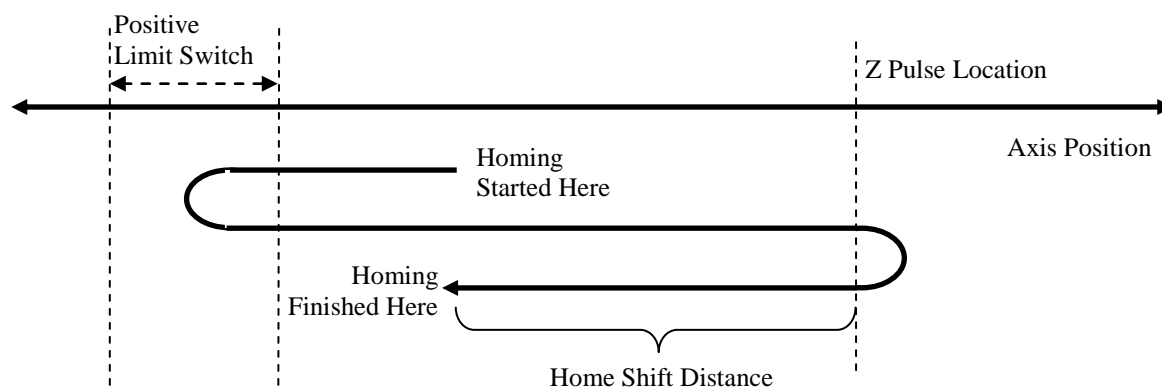 Positive
Limit Switch
Z Pulse Location
Axis Position
Homing
Started Here
Homing
Finished Here
Home Shift Distance